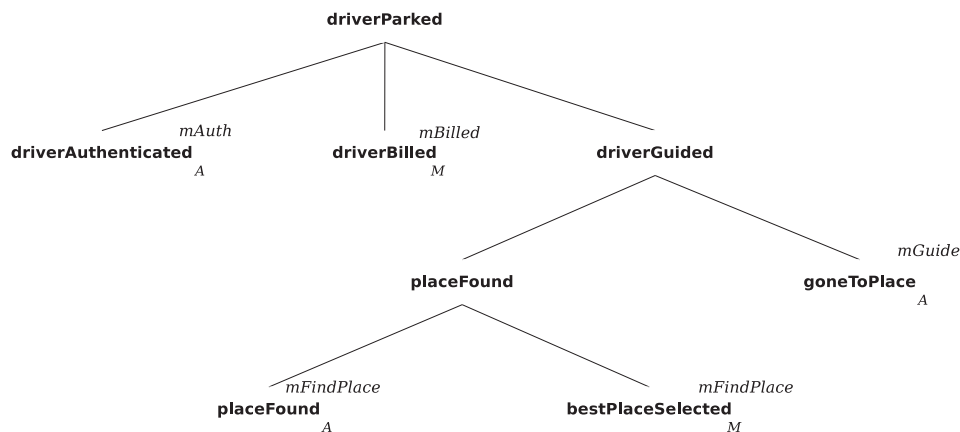 driverParked
mAuth
mBilled
driverAuthenticated
driverBilled
driverGuided
A
M
mGuide
placeFound
goneToPlace
A
mFindPlace
mFindPlace
placeFound
bestPlaceSelected
A
M